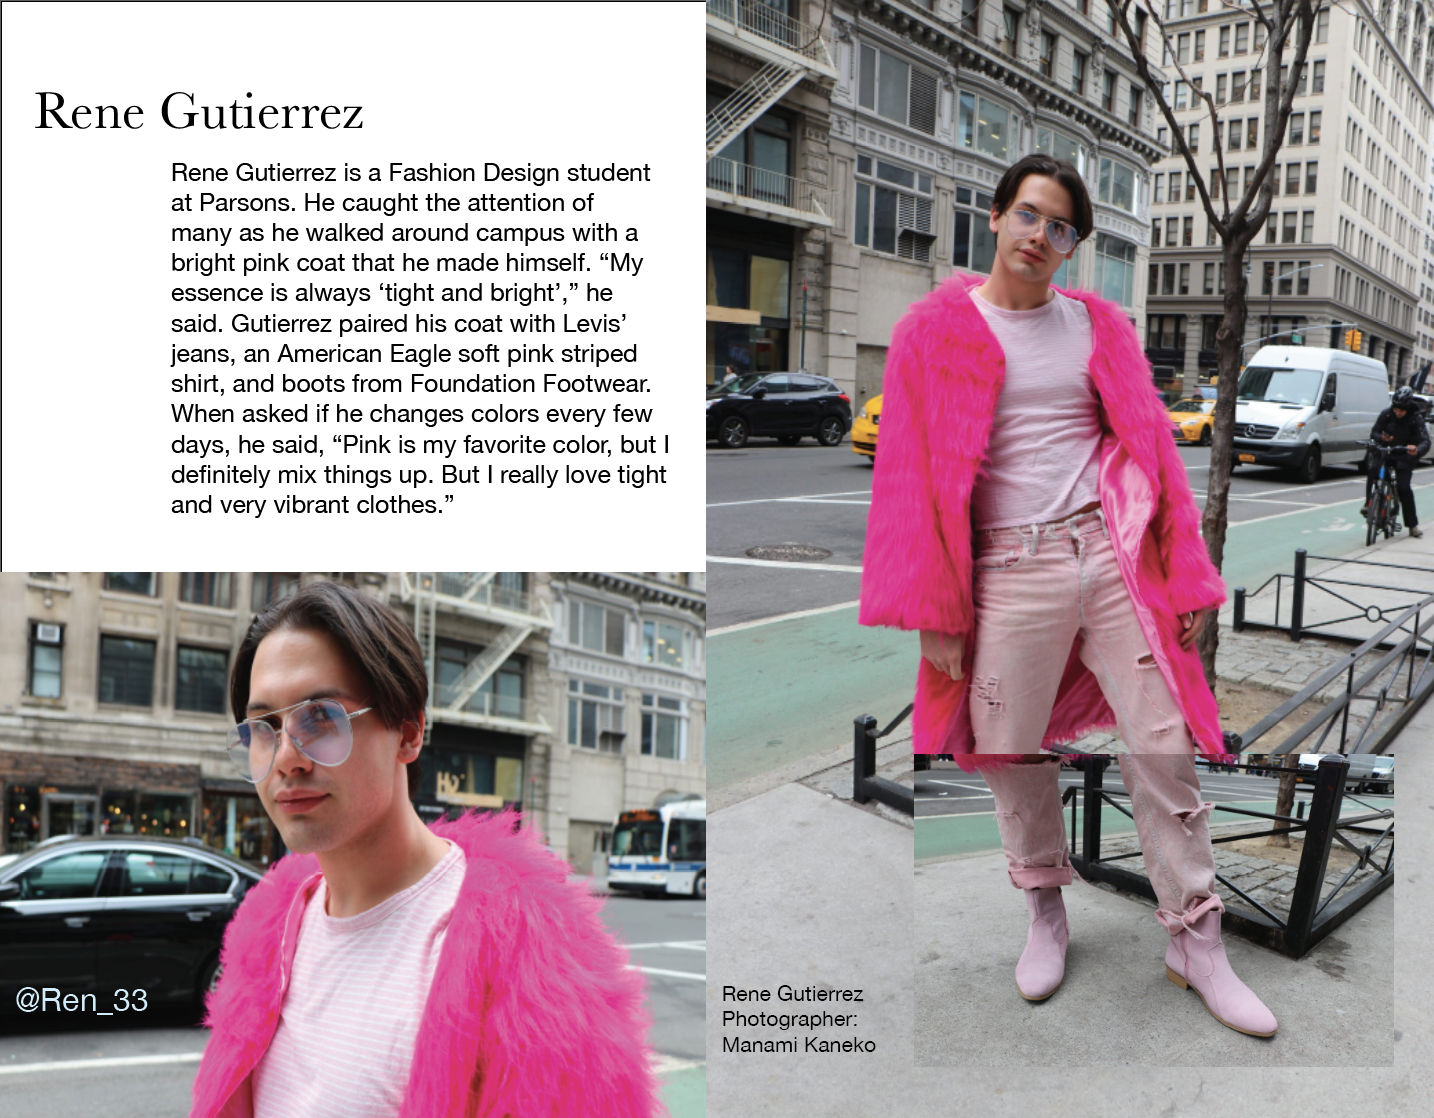 Rene Gutierrez
Rene Gutierrez is a Fashion Design student
at Parsons. He caught the attention of
many as he walked around campus with a
bright pink coat that he made himself. “My
essence is always ‘tight and bright’,” he
said. Gutierrez paired his coat with Levis’
jeans, an American Eagle soft pink striped
shirt, and boots from Foundation Footwear.
When asked if he changes colors every few
days, he said, “Pink is my favorite color, but I
definitely mix things up. But I really love tight
and very vibrant clothes.”
@Ren_33
Rene Gutierrez
Photographer:
Manami Kaneko